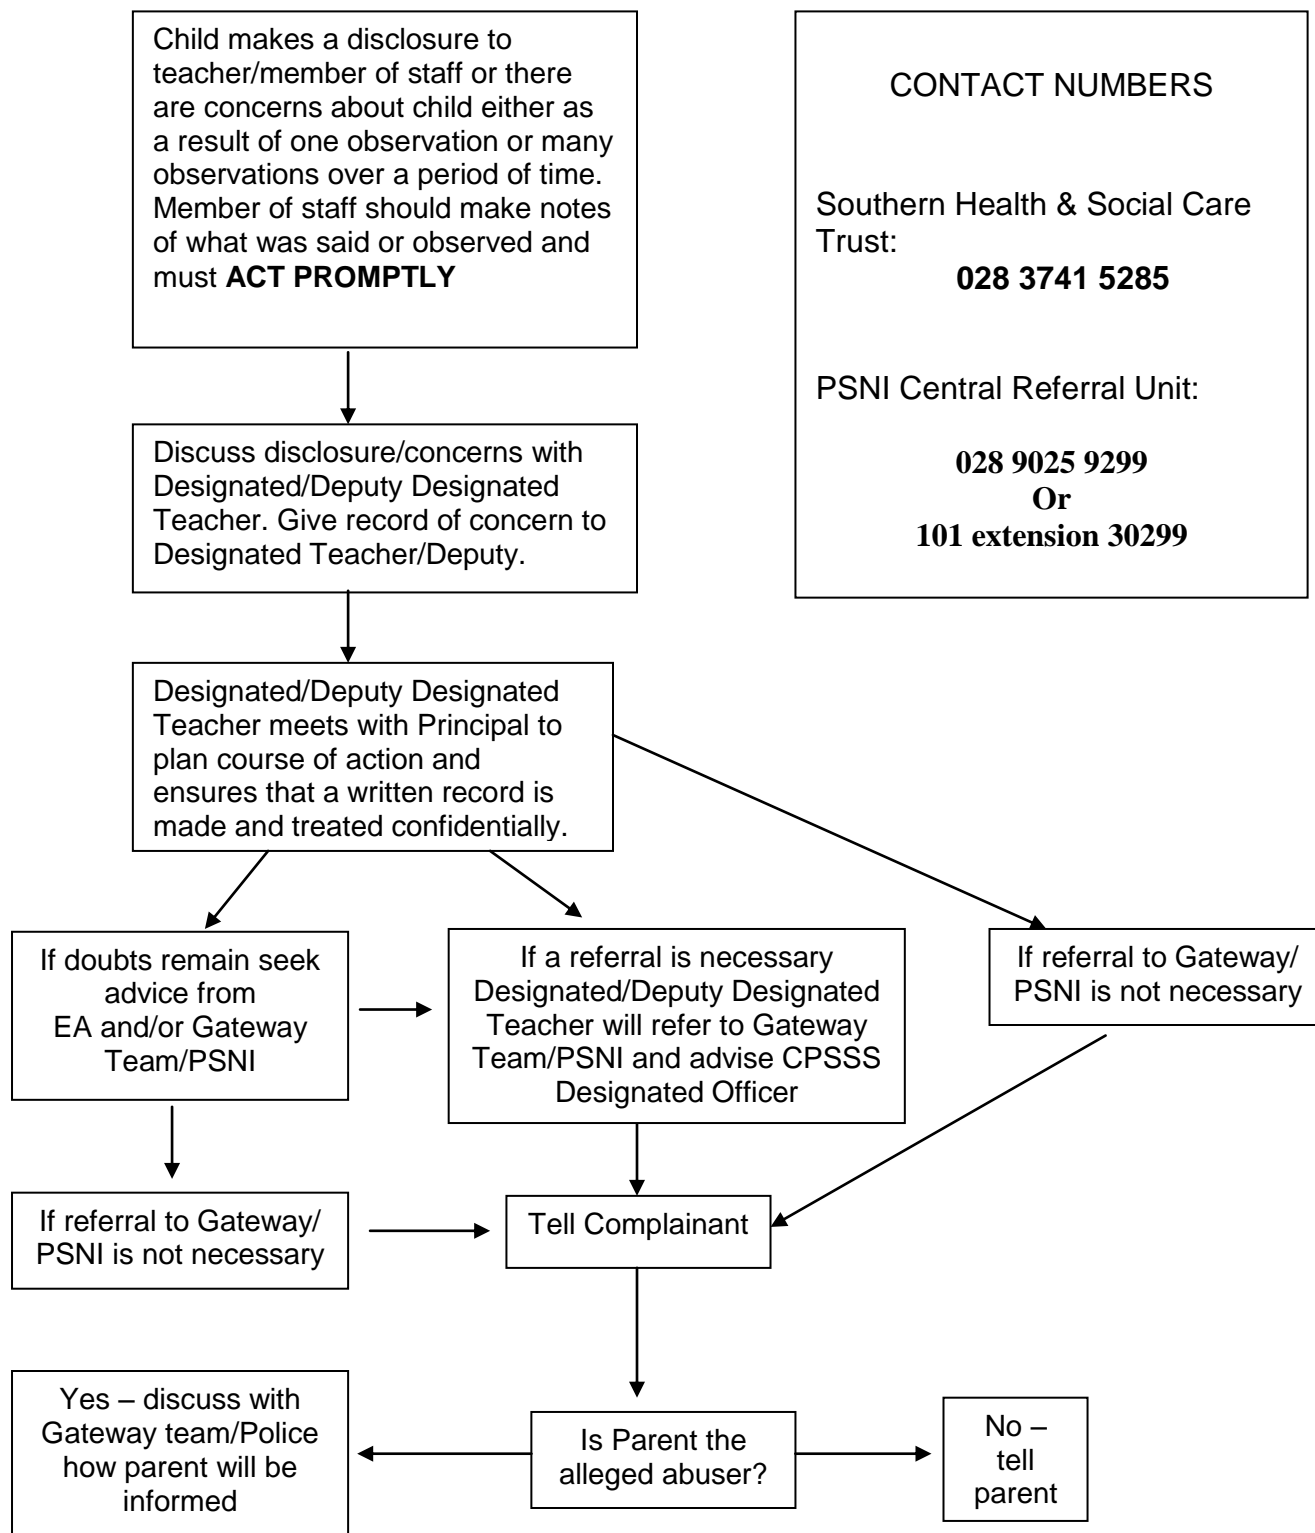 Child makes a disclosure to
teacher/member of staff or there
are concerns about child either as
a result of one observation or many
observations over a period of time.
Member of staff should make notes
of what was said or observed and
must ACT PROMPTLY
CONTACT NUMBERS
Southern Health & Social Care
Trust:
028 3741 5285
PSNI Central Referral Unit:
028 9025 9299
Or
101 extension 30299
Discuss disclosure/concerns with
Designated/Deputy Designated
Teacher. Give record of concern to
Designated Teacher/Deputy.
Designated/Deputy Designated
Teacher meets with Principal to
plan course of action and
ensures that a written record is
made and treated confidentially.
If doubts remain seek
advice from
EA and/or Gateway
Team/PSNI
If a referral is necessary
Designated/Deputy Designated
Teacher will refer to Gateway
Team/PSNI and advise CPSSS
Designated Officer
If referral to Gateway/
PSNI is not necessary
If referral to Gateway/
PSNI is not necessary
Tell Complainant
Yes – discuss with
Gateway team/Police
how parent will be
informed
Is Parent the
alleged abuser?
No –
tell
parent